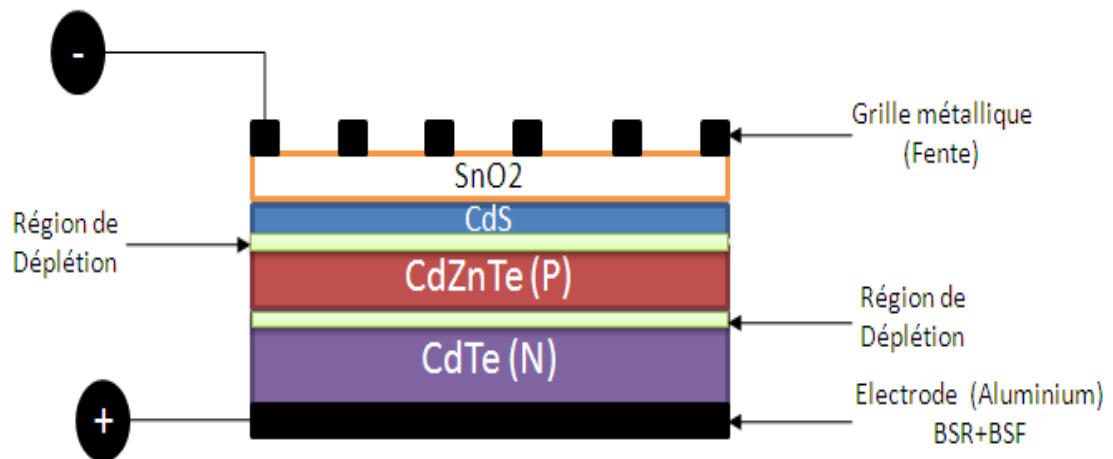 -
Grille métallique
(Fente)
SnO2
Région de
Déplétion
CdS
CdZnTe (P)
Région de
Déplétion
CdTe (N)
Electrode (Aluminium)
BSR+BSF
+